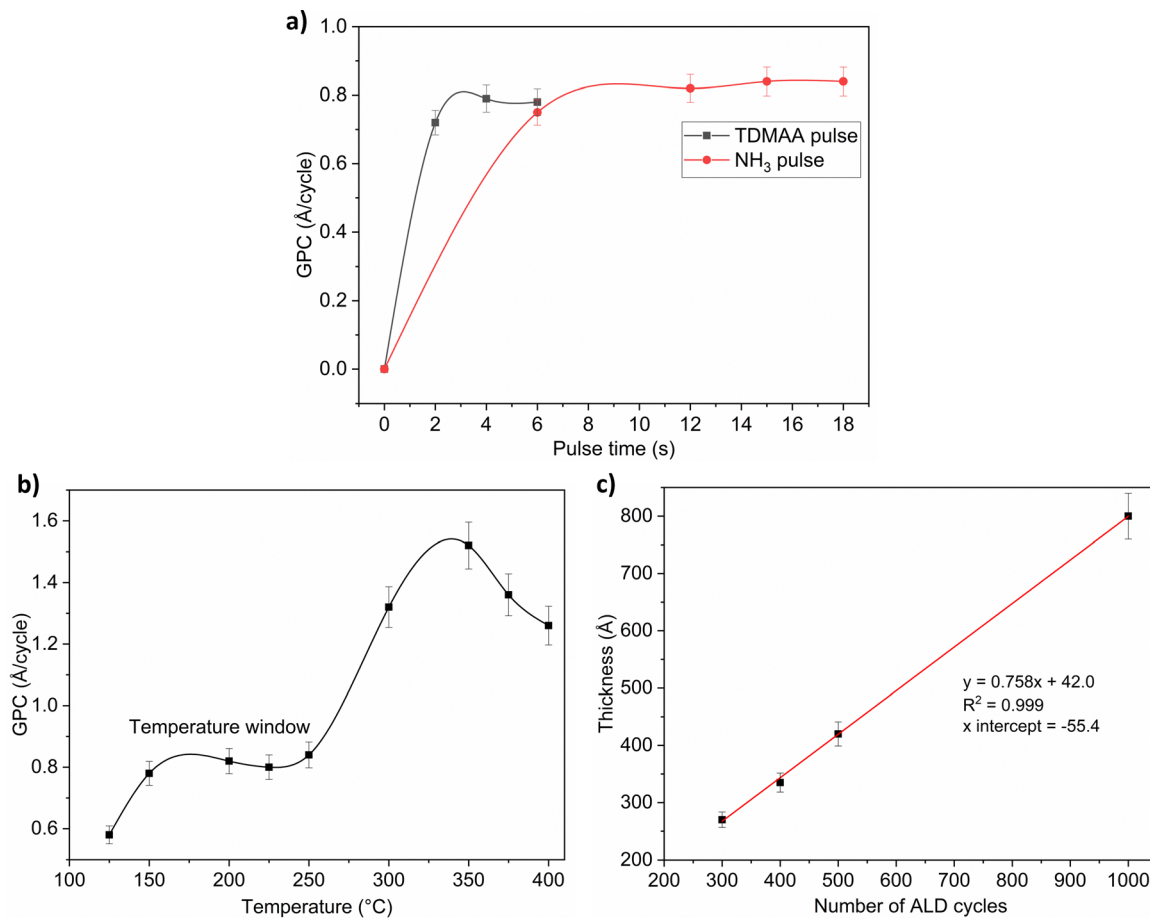 a)
1.0
0.8
0.6
0.4
0.2
0.0
GPC (Å/cycle)
TDMAA pulse
NH₃ pulse
0 2 4 6 8 10 12 14 16 18
Pulse time (s)
b)
1.6
1.4
1.2
1.0
0.8
0.6
GPC (Å/cycle)
Temperature window
100 150 200 250 300 350 400
Temperature (°C)
c)
800
700
600
500
400
300
200
Thickness (Å)
y = 0.758x + 42.0
R² = 0.999
x intercept = -55.4
200 300 400 500 600 700 800 900 1000
Number of ALD cycles